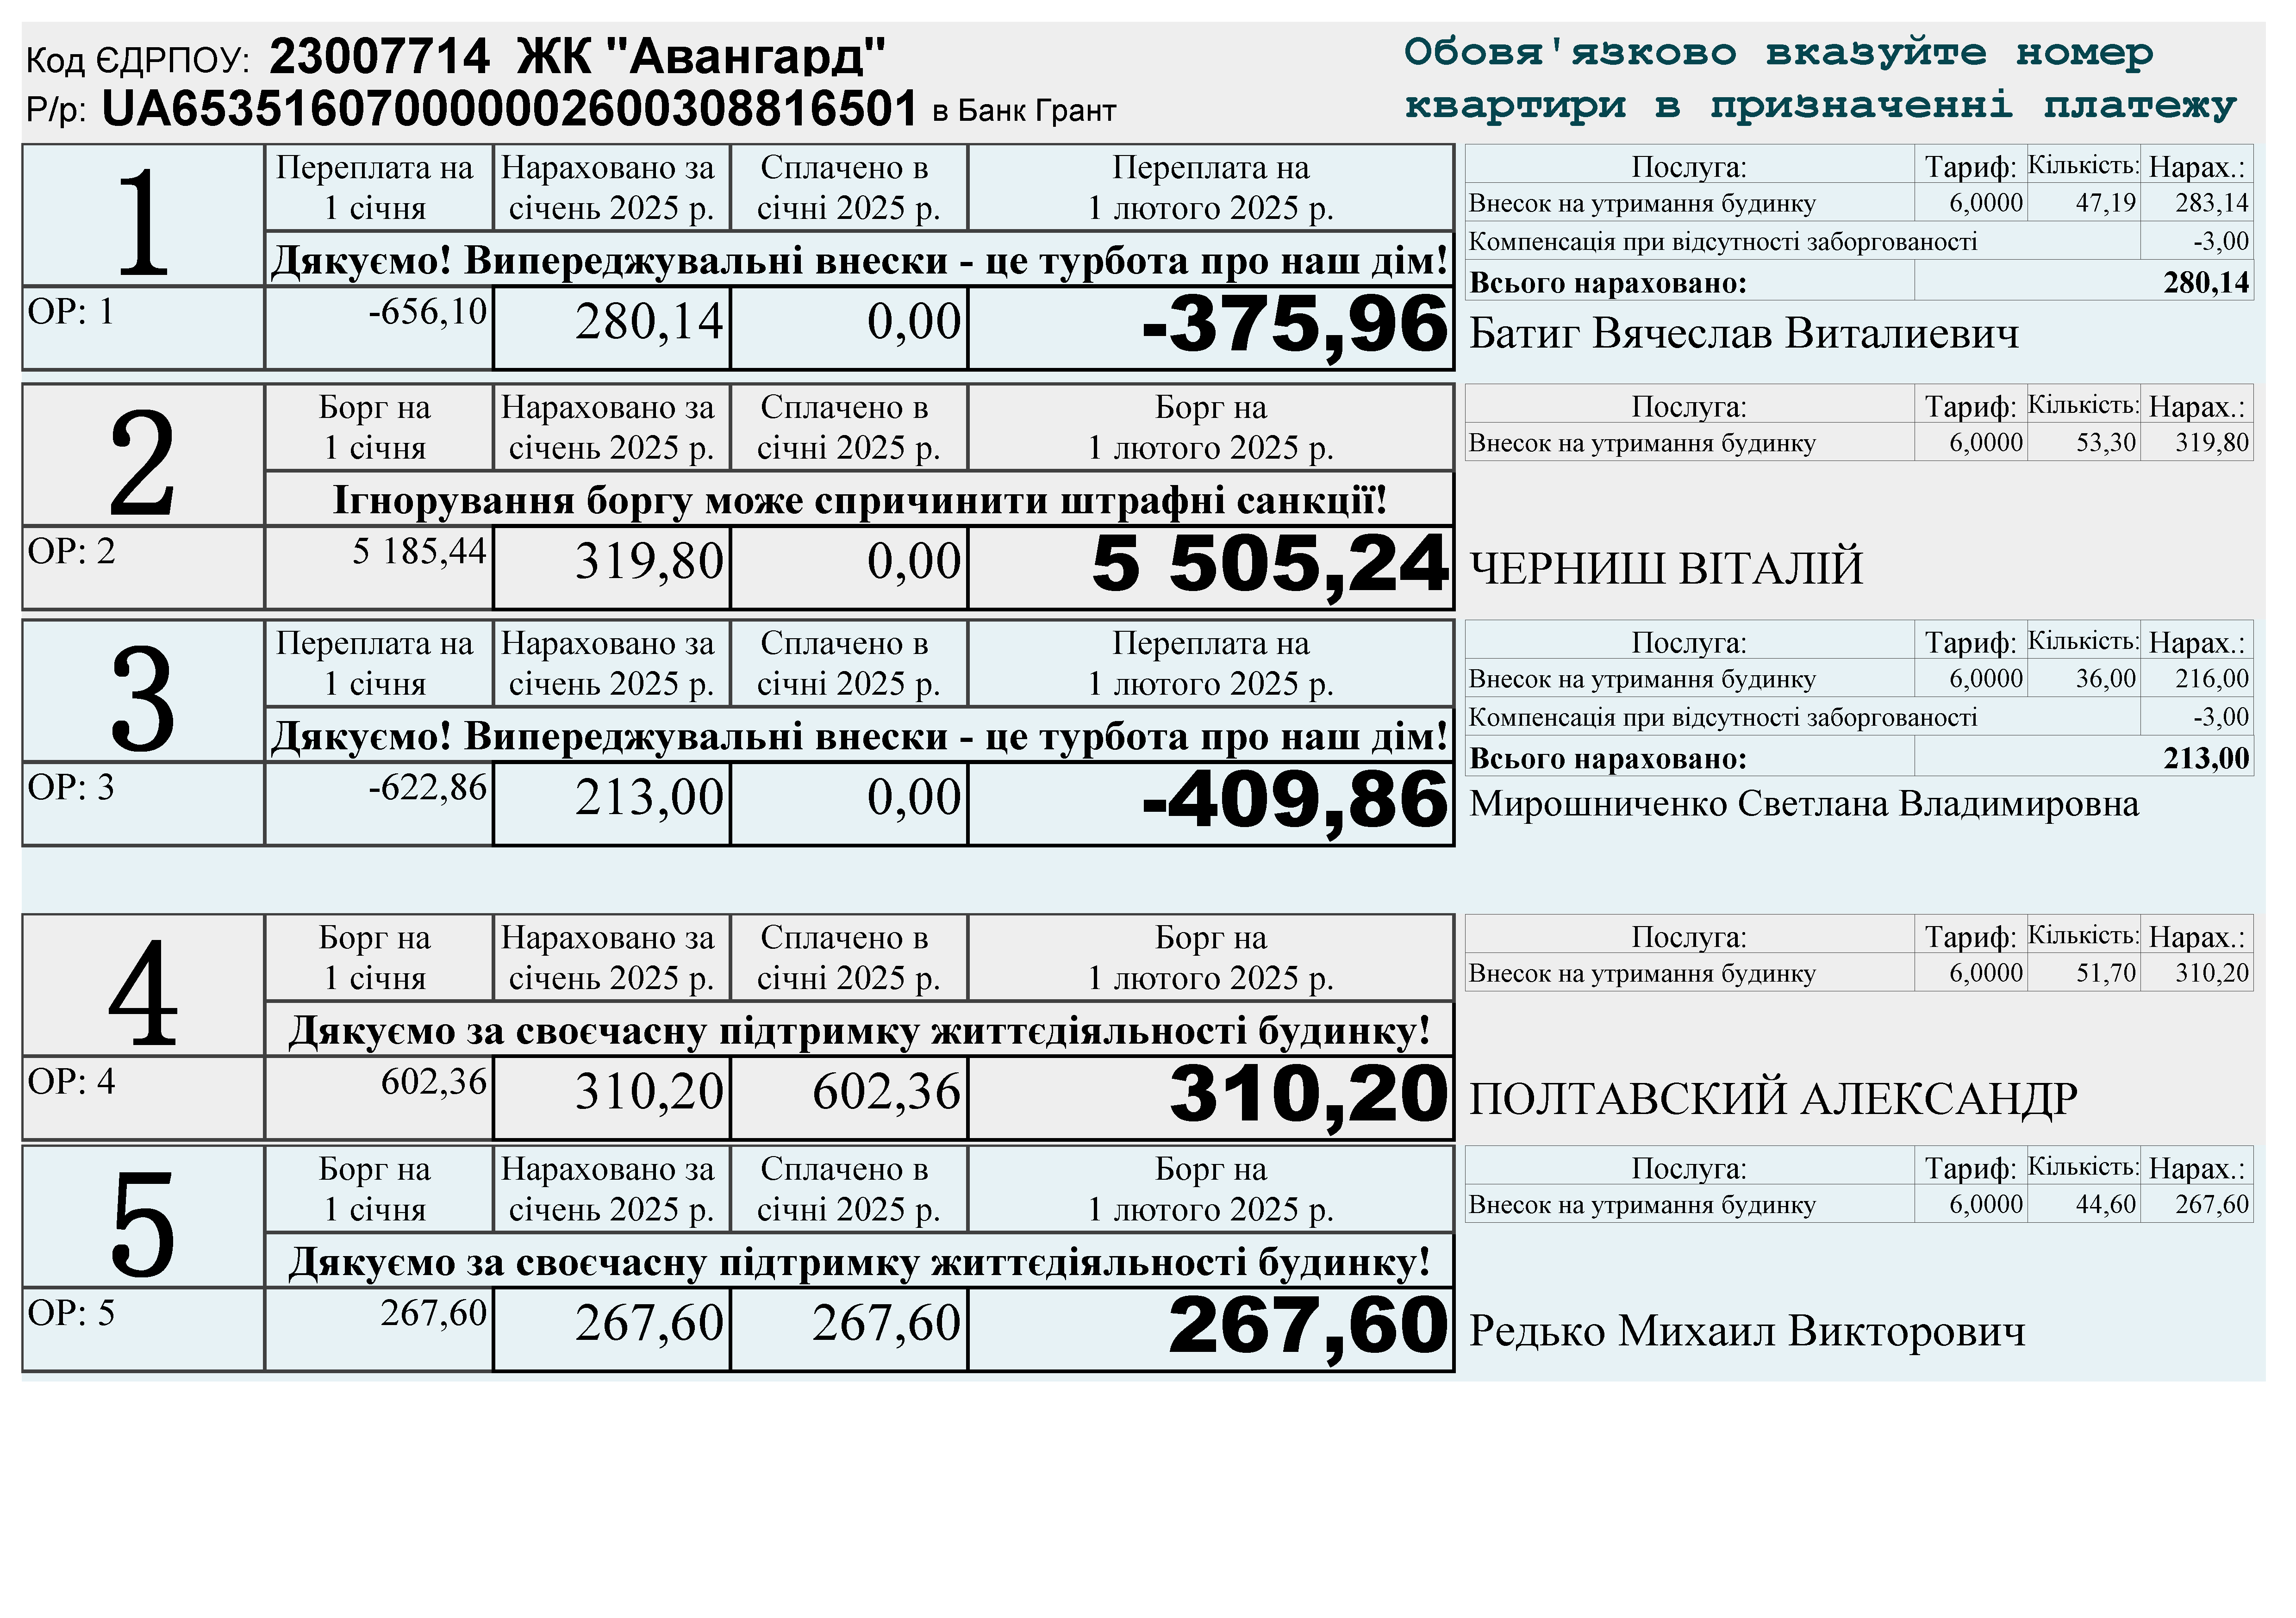 Код ЄДРПОУ: 23007714 ЖК "Авангард"
Р/р: UA653516070000002600308816501 в Банк Грант
Обовя'язково вказуйте номер
квартири в призначенні платежу
1
Переплата на 1 січня
Нараховано за січень 2025 р.
Сплачено в січні 2025 р.
Переплата на 1 лютого 2025 р.
Дякуємо! Випереджувальні внески - це турбота про наш дім!
ОР: 1 -656,10 280,14 0,00 -375,96
Послуга: Тариф: Кількість: Нарах.:
Внесок на утримання будинку 6,0000 47,19 283,14
Компенсація при відсутності заборгованості -3,00
Всього нараховано: 280,14
Батиг Вячеслав Виталиевич
2
Борг на 1 січня
Нараховано за січень 2025 р.
Сплачено в січні 2025 р.
Борг на 1 лютого 2025 р.
Ігнорування боргу може спричинити штрафні санкції!
ОР: 2 5 185,44 319,80 0,00 5 505,24
Послуга: Тариф: Кількість: Нарах.:
Внесок на утримання будинку 6,0000 53,30 319,80
ЧЕРНИШ ВІТАЛІЙ
3
Переплата на 1 січня
Нараховано за січень 2025 р.
Сплачено в січні 2025 р.
Переплата на 1 лютого 2025 р.
Дякуємо! Випереджувальні внески - це турбота про наш дім!
ОР: 3 -622,86 213,00 0,00 -409,86
Послуга: Тариф: Кількість: Нарах.:
Внесок на утримання будинку 6,0000 36,00 216,00
Компенсація при відсутності заборгованості -3,00
Всього нараховано: 213,00
Мирошниченко Светлана Владимировна
4
Борг на 1 січня
Нараховано за січень 2025 р.
Сплачено в січні 2025 р.
Борг на 1 лютого 2025 р.
Дякуємо за своєчасну підтримку життєдіяльності будинку!
ОР: 4 602,36 310,20 602,36 310,20
Послуга: Тариф: Кількість: Нарах.:
Внесок на утримання будинку 6,0000 51,70 310,20
ПОЛТАВСКИЙ АЛЕКСАНДР
5
Борг на 1 січня
Нараховано за січень 2025 р.
Сплачено в січні 2025 р.
Борг на 1 лютого 2025 р.
Дякуємо за своєчасну підтримку життєдіяльності будинку!
ОР: 5 267,60 267,60 267,60 267,60
Послуга: Тариф: Кількість: Нарах.:
Внесок на утримання будинку 6,0000 44,60 267,60
Редько Михаил Викторович